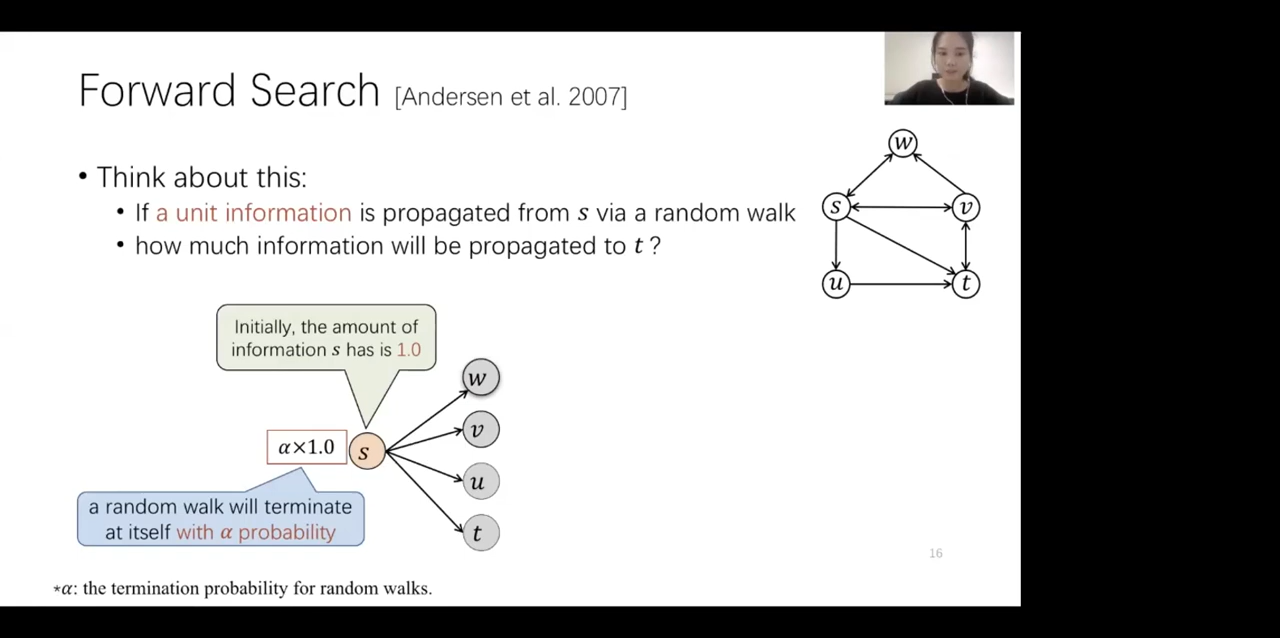 Forward Search [Andersen et al. 2007]
• Think about this:
• If a unit information is propagated from s via a random walk
• how much information will be propagated to t ?
w
s
v
u
t
Initially, the amount of
information s has is 1.0
w
v
α×1.0
s
u
t
a random walk will terminate
at itself with α probability
16
*α: the termination probability for random walks.